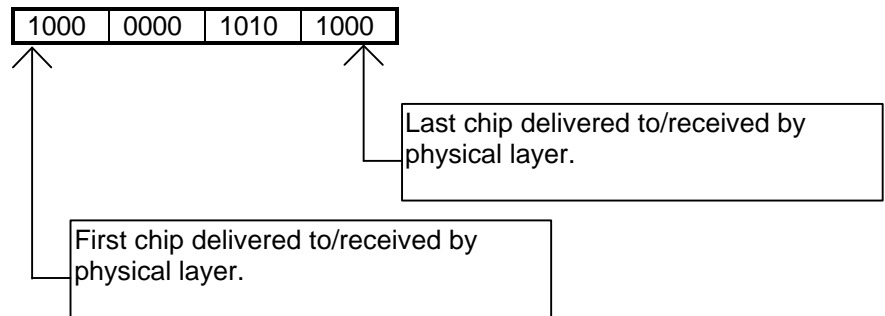 1000 0000 1010 1000
Last chip delivered to/received by
physical layer.
First chip delivered to/received by
physical layer.